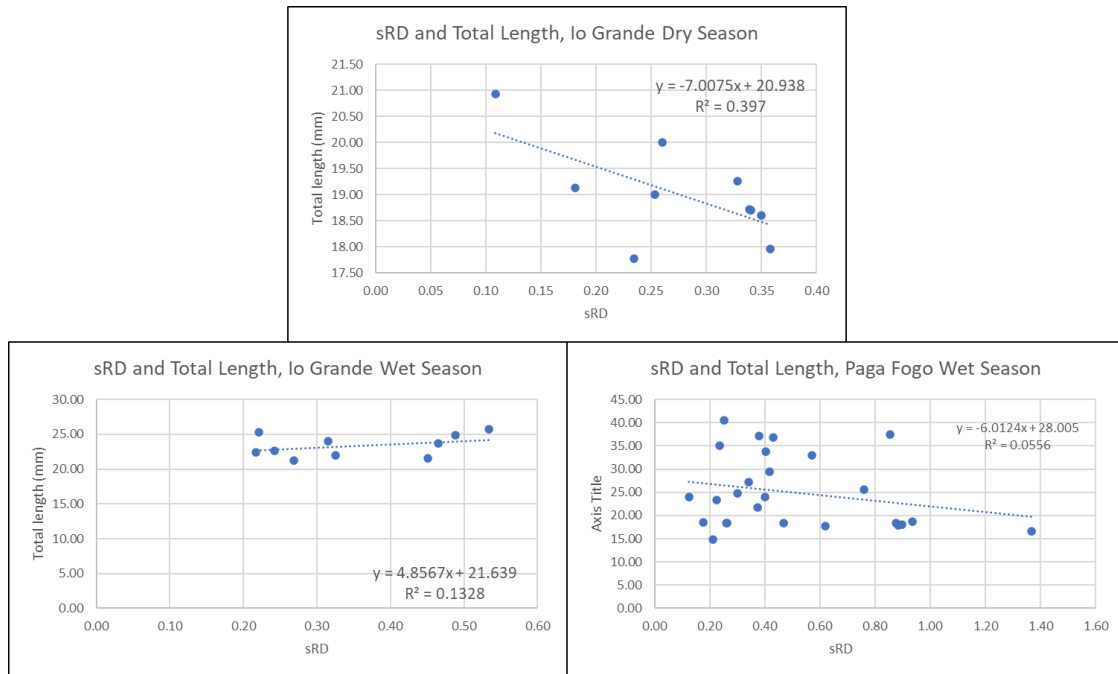 sRD and Total Length, Io Grande Dry Season
y = -7.0075x + 20.938
R² = 0.397
Total length (mm)
21.50
21.00
20.50
20.00
19.50
19.00
18.50
18.00
17.50
0.00 0.05 0.10 0.15 0.20 0.25 0.30 0.35 0.40
sRD
sRD and Total Length, Io Grande Wet Season
Total length (mm)
30.00
25.00
20.00
15.00
10.00
5.00
0.00
y = 4.8567x + 21.639
R² = 0.1328
0.00 0.10 0.20 0.30 0.40 0.50 0.60
sRD
sRD and Total Length, Paga Fogo Wet Season
y = -6.0124x + 28.005
R² = 0.0556
Axis Title
45.00
40.00
35.00
30.00
25.00
20.00
15.00
10.00
5.00
0.00
0.00 0.20 0.40 0.60 0.80 1.00 1.20 1.40 1.60
sRD